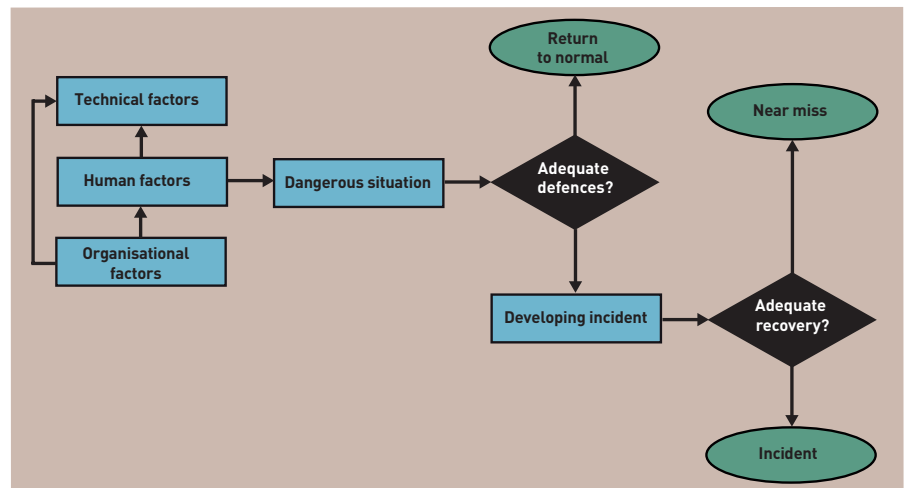 Return
to normal
Technical factors
Near miss
Human factors
Dangerous situation
Adequate
defences?
Organisational
factors
Developing incident
Adequate
recovery?
Incident